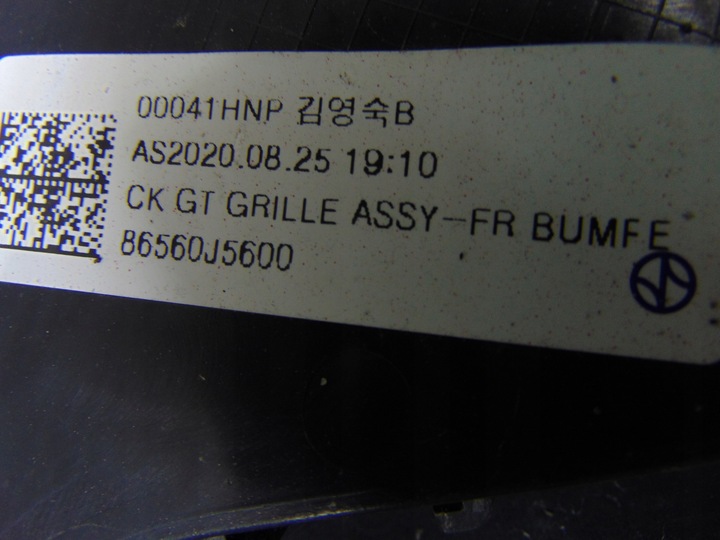 00041HNP 김영숙B
AS2020.08.25 19:10
CK GT GRILLE ASSY-FR BUMFE
86560J5600